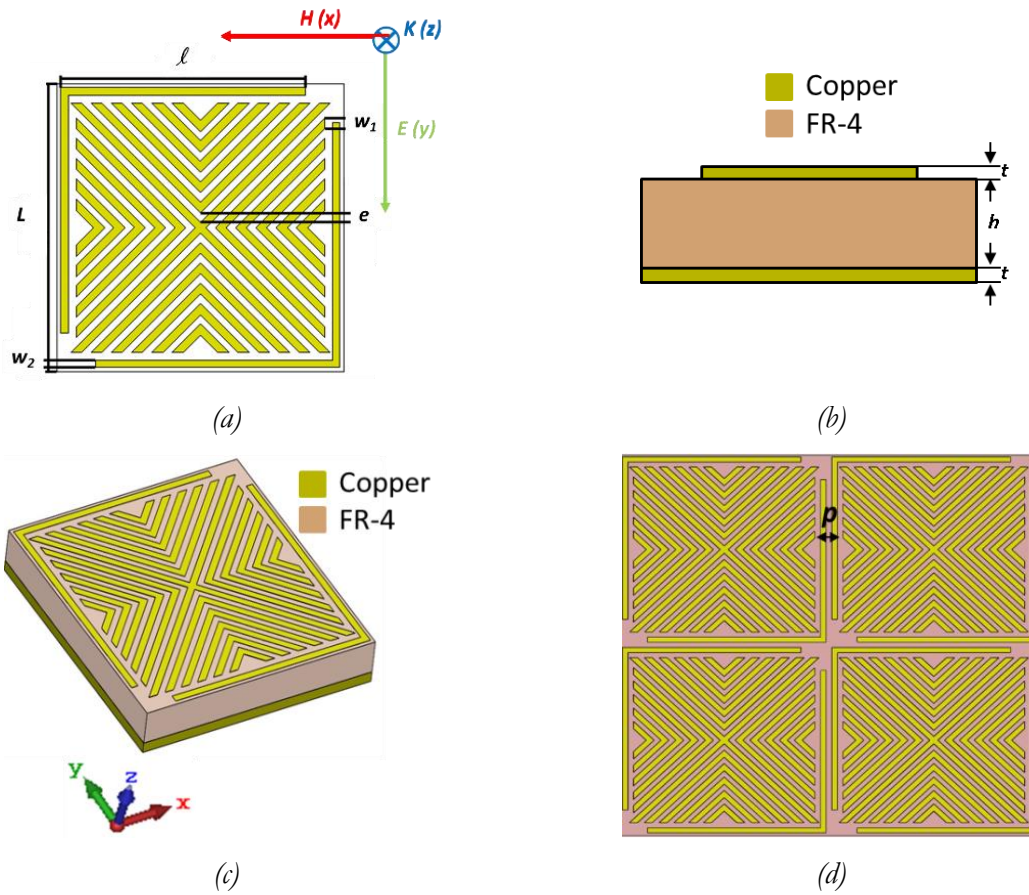 H (x)
K (z)
ℓ
w1
E (y)
L
e
w2
(a)
Copper
FR-4
t
h
t
(b)
Copper
FR-4
y
z
x
(c)
p
(d)